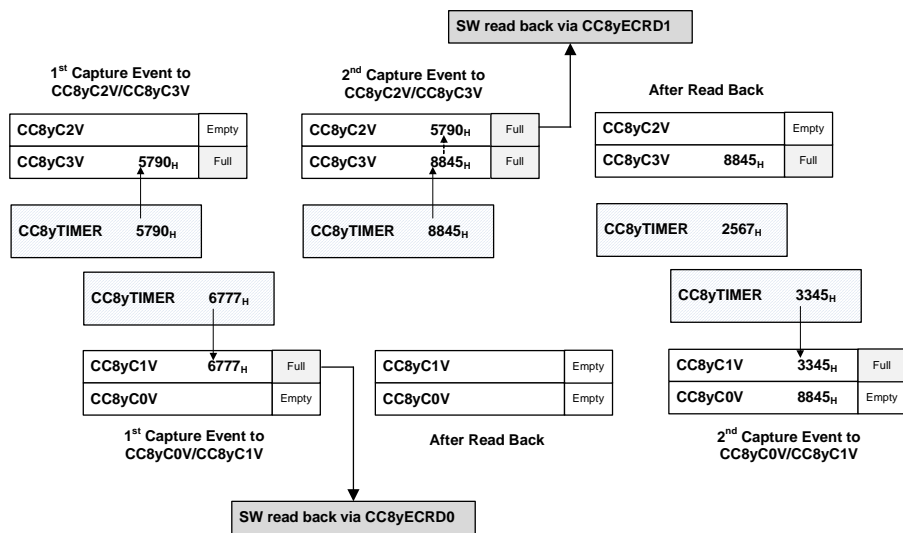 SW read back via CC8yECRD1
1st Capture Event to
CC8yC2V/CC8yC3V
2nd Capture Event to
CC8yC2V/CC8yC3V
After Read Back
CC8yC2V Empty
CC8yC3V 5790H Full
CC8yC2V 5790H Full
CC8yC3V 8845H Full
CC8yC2V Empty
CC8yC3V 8845H Full
CC8yTIMER 5790H
CC8yTIMER 8845H
CC8yTIMER 2567H
CC8yTIMER 6777H
CC8yTIMER 3345H
CC8yC1V 6777H Full
CC8yC0V Empty
CC8yC1V Empty
CC8yC0V Empty
CC8yC1V 3345H Full
CC8yC0V 8845H Empty
1st Capture Event to
CC8yC0V/CC8yC1V
After Read Back
2nd Capture Event to
CC8yC0V/CC8yC1V
SW read back via CC8yECRD0